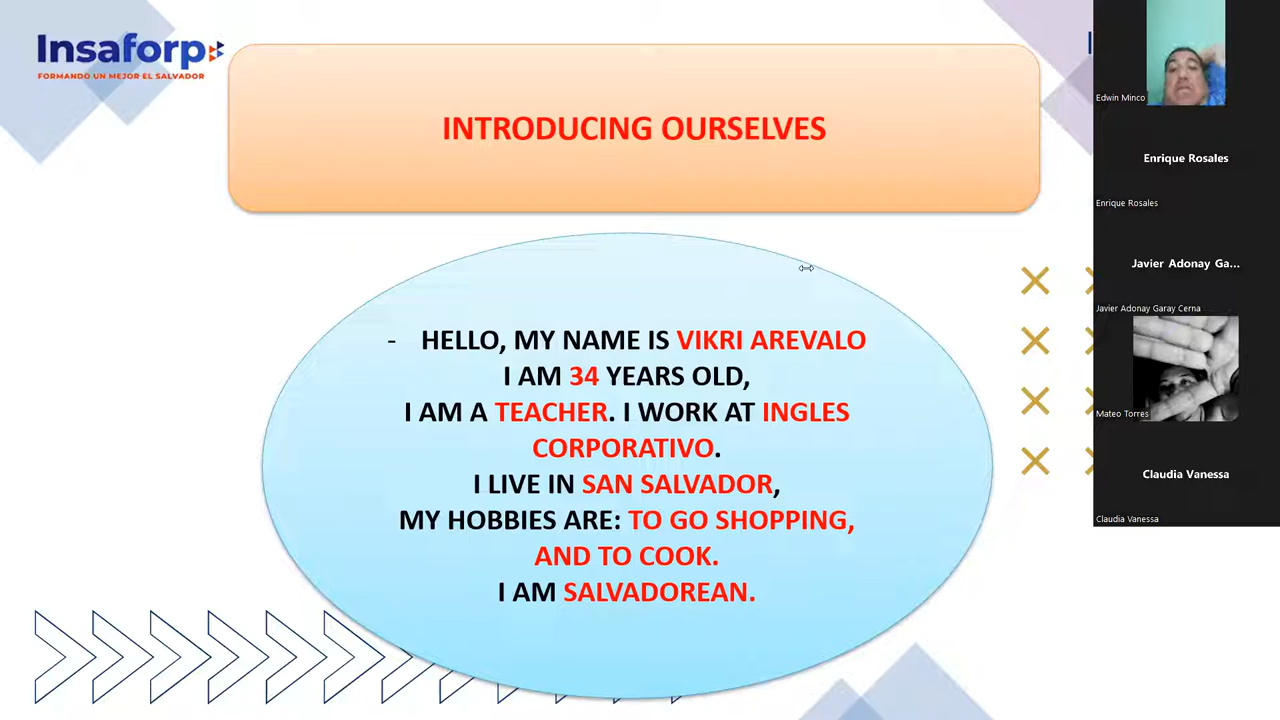 Insaforp
FORMANDO UN MEJOR EL SALVADOR
INTRODUCING OURSELVES
- HELLO, MY NAME IS VIKRI AREVALO
I AM 34 YEARS OLD,
I AM A TEACHER. I WORK AT INGLES
CORPORATIVO.
I LIVE IN SAN SALVADOR,
MY HOBBIES ARE: TO GO SHOPPING,
AND TO COOK.
I AM SALVADOREAN.
Edwin Minco
Enrique Rosales
Enrique Rosales
Javier Adonay Ga...
Javier Adonay Garay Cerna
Mateo Torres
Claudia Vanessa
Claudia Vanessa